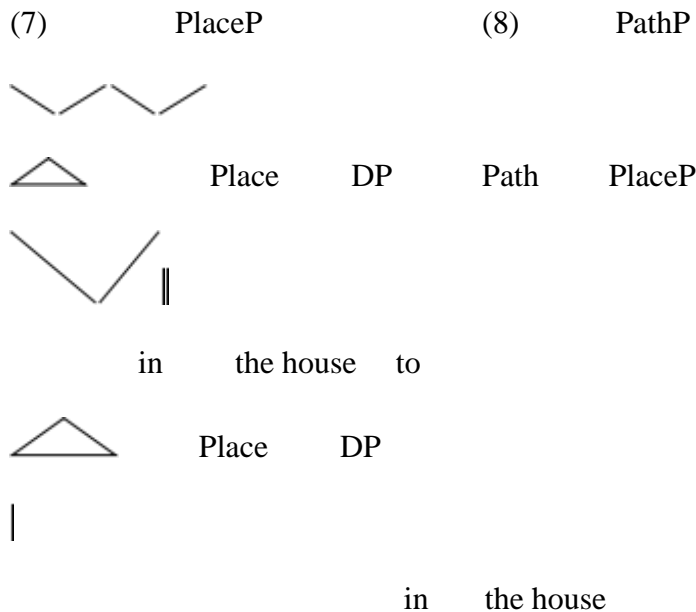 (7) PlaceP (8) PathP
Place DP Path PlaceP
in the house to
Place DP
in the house